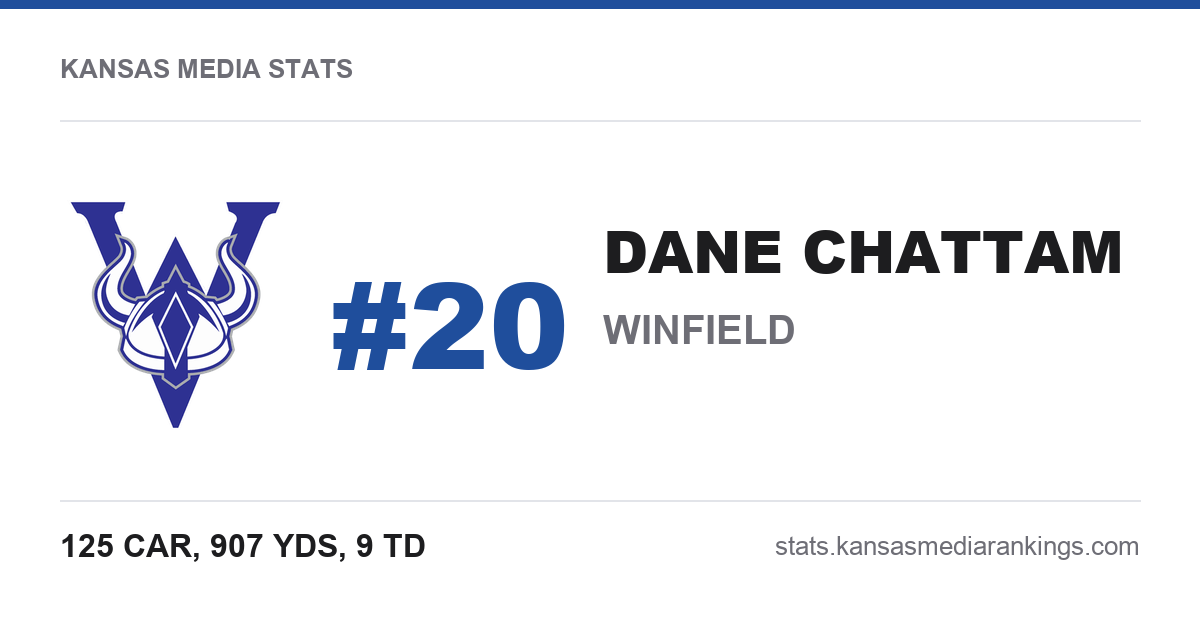 KANSAS MEDIA STATS
#20
DANE CHATTAM
WINFIELD
125 CAR, 907 YDS, 9 TD
stats.kansasmediarankings.com